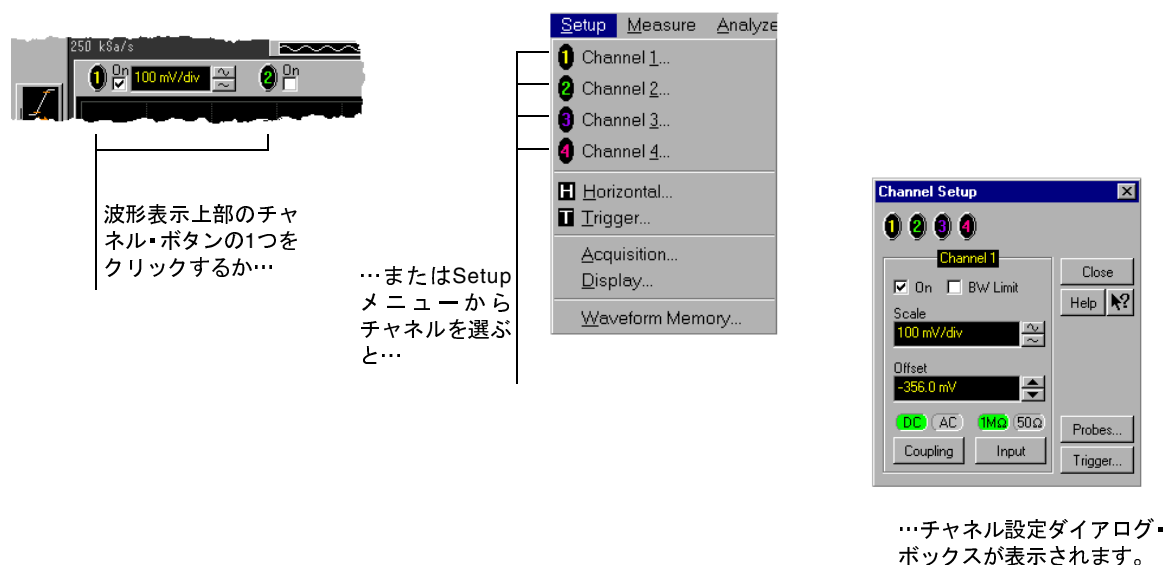 250 kSa/s
1 On 100 mV/div 2 On
波形表示上部のチャ
ネル・ボタンの1つを
クリックするか…
…またはSetup
メニューから
チャネルを選ぶ
と…
Setup Measure Analyze
1 Channel 1...
2 Channel 2...
3 Channel 3...
4 Channel 4...
H Horizontal...
T Trigger...
Acquisition...
Display...
Waveform Memory...
Channel Setup
1 2 3 4
Channel 1
On BW Limit
Scale
100 mV/div
Offset
-356.0 mV
DC AC 1MΩ 50Ω
Coupling Input
Close
Help ?
Probes...
Trigger...
…チャネル設定ダイアログ・
ボックスが表示されます。